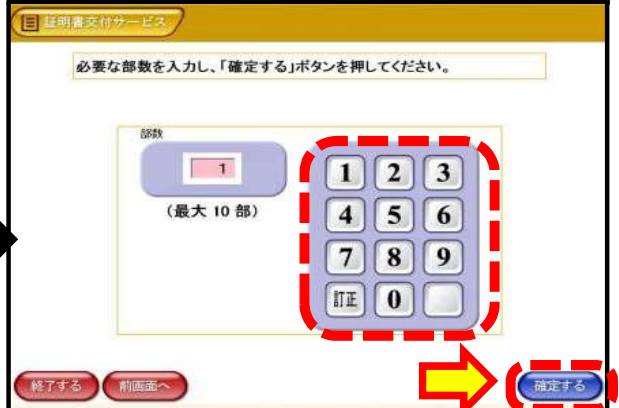 証明書交付サービス
必要な部数を入力し、「確定する」ボタンを押してください。
部数
1
(最大 10 部)
1 2 3
4 5 6
7 8 9
訂正 0
終了する 前画面へ 確定する